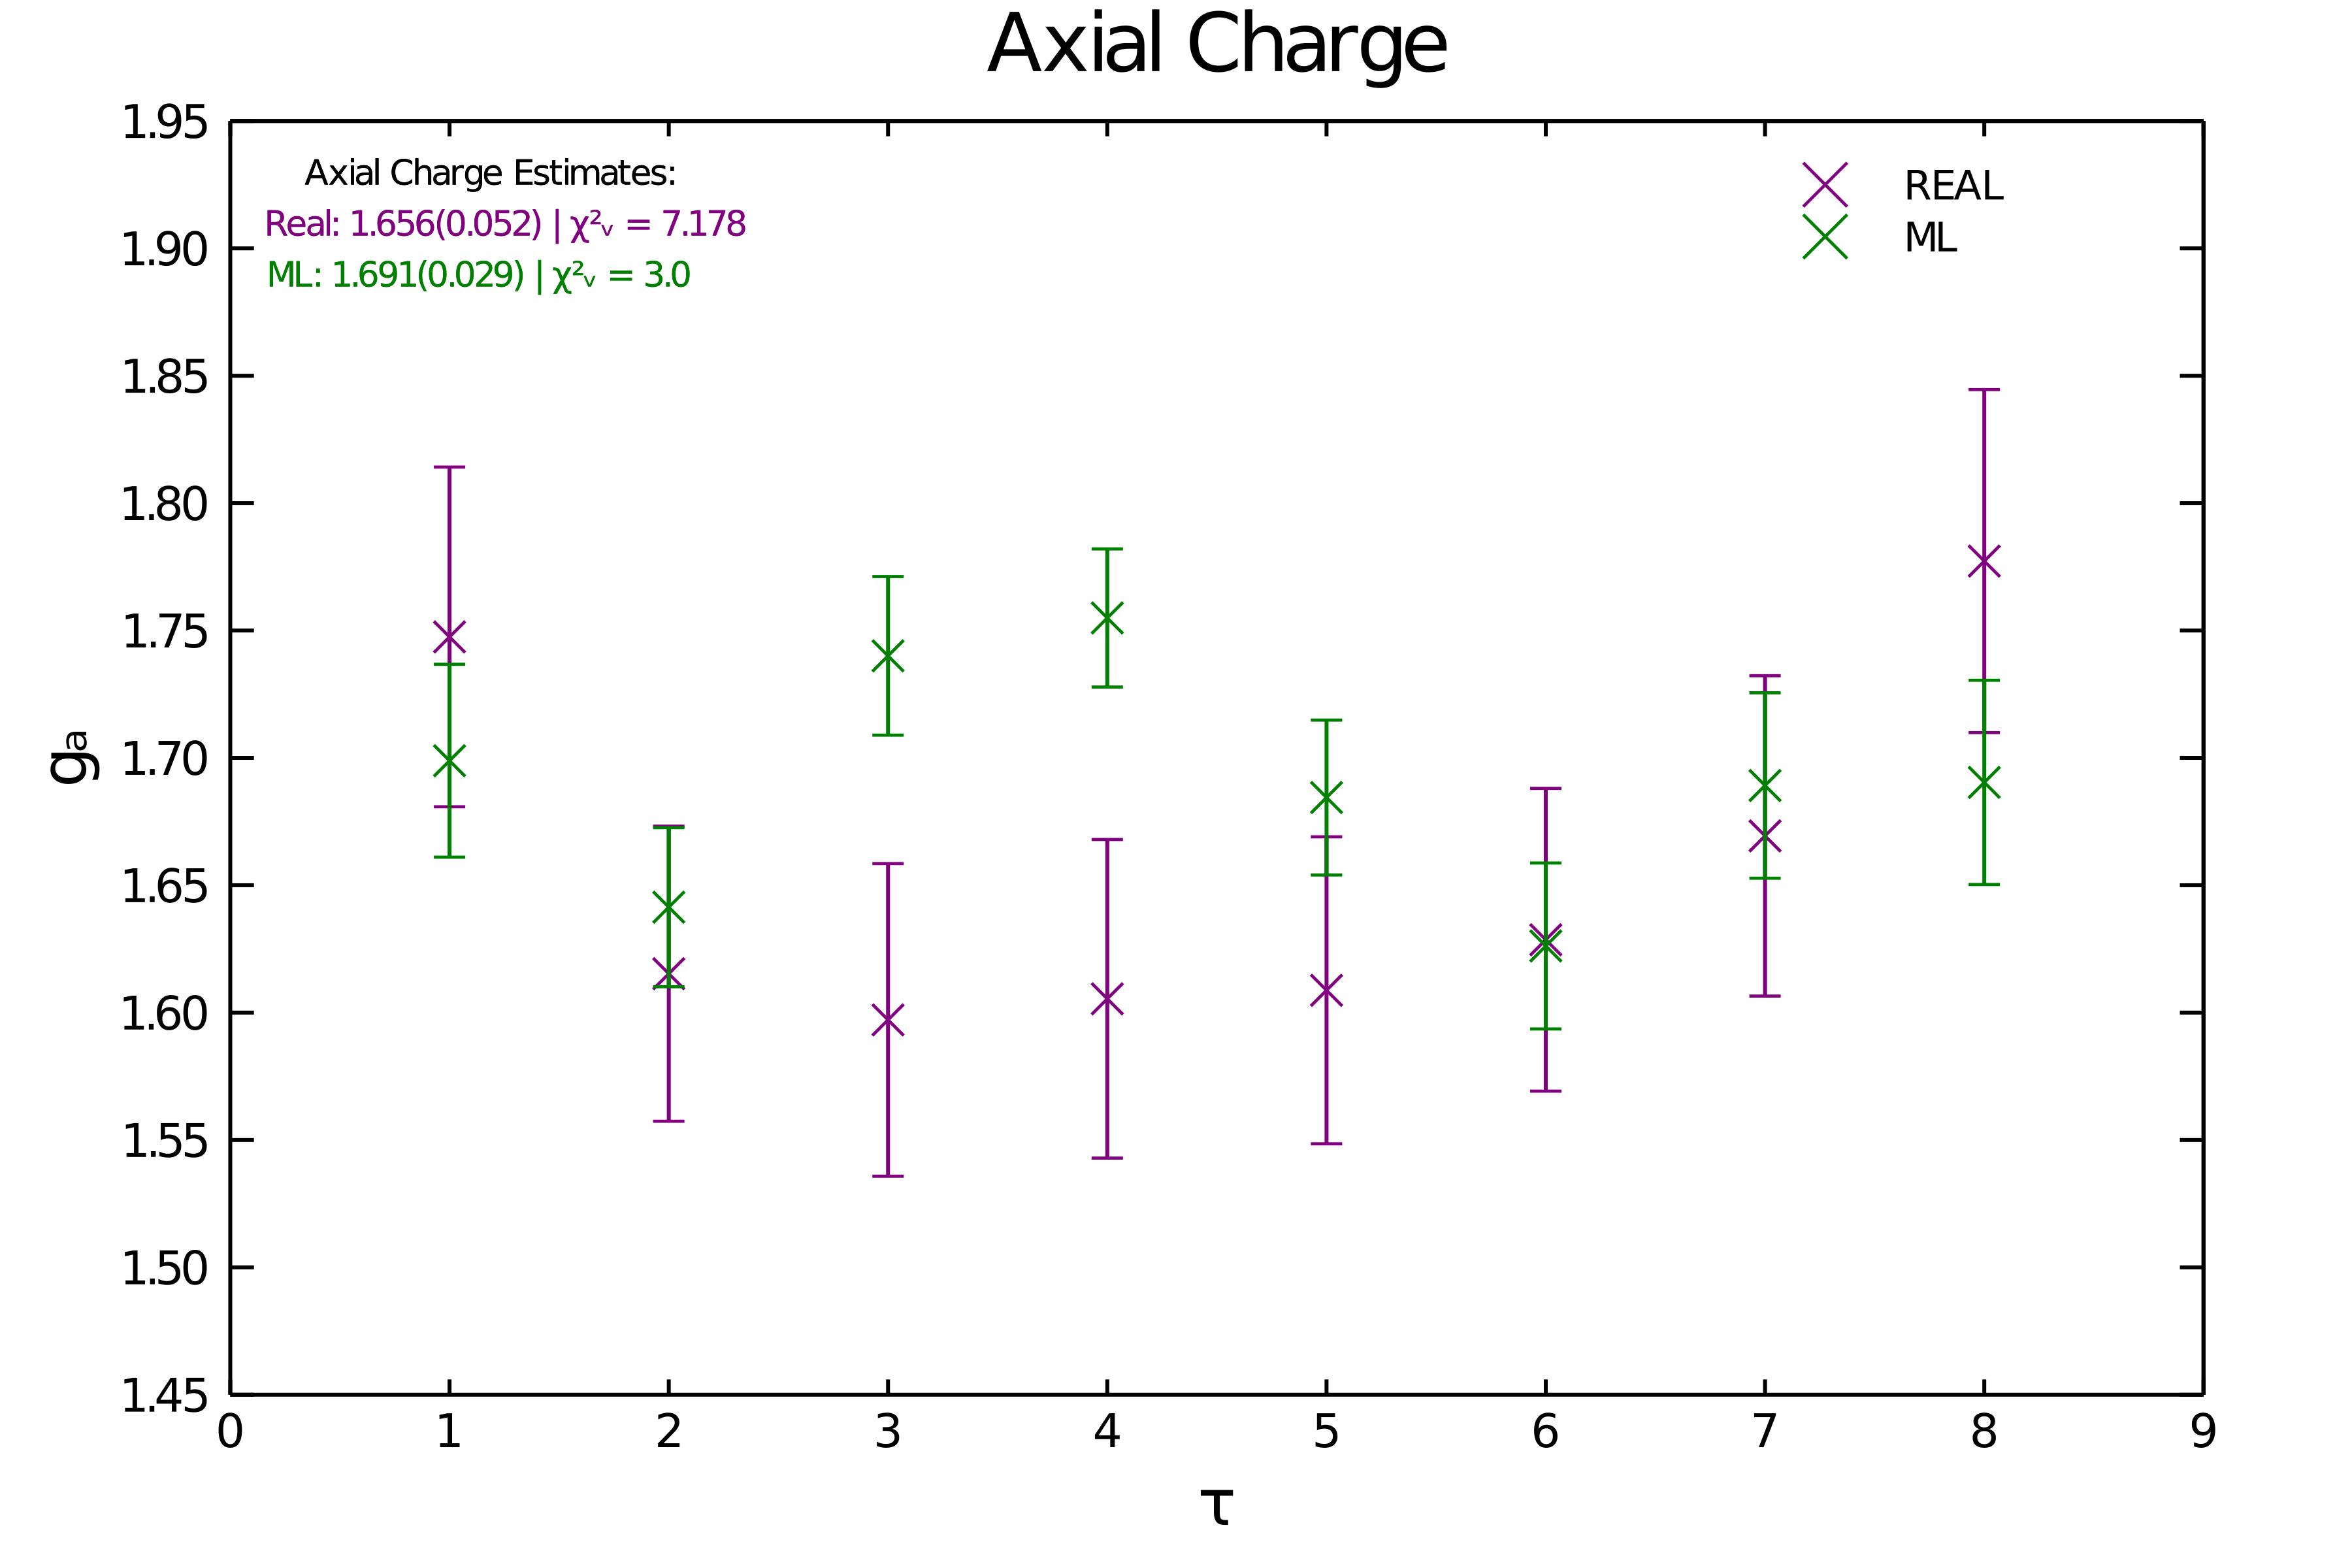 Axial Charge
1.95
1.90
1.85
1.80
1.75
1.70
1.65
1.60
1.55
1.50
1.45
gₐ
Axial Charge Estimates:
Real: 1.656(0.052) | χ²ᵥ = 7.178
ML: 1.691(0.029) | χ²ᵥ = 3.0
REAL
ML
0 1 2 3 4 5 6 7 8 9
τ